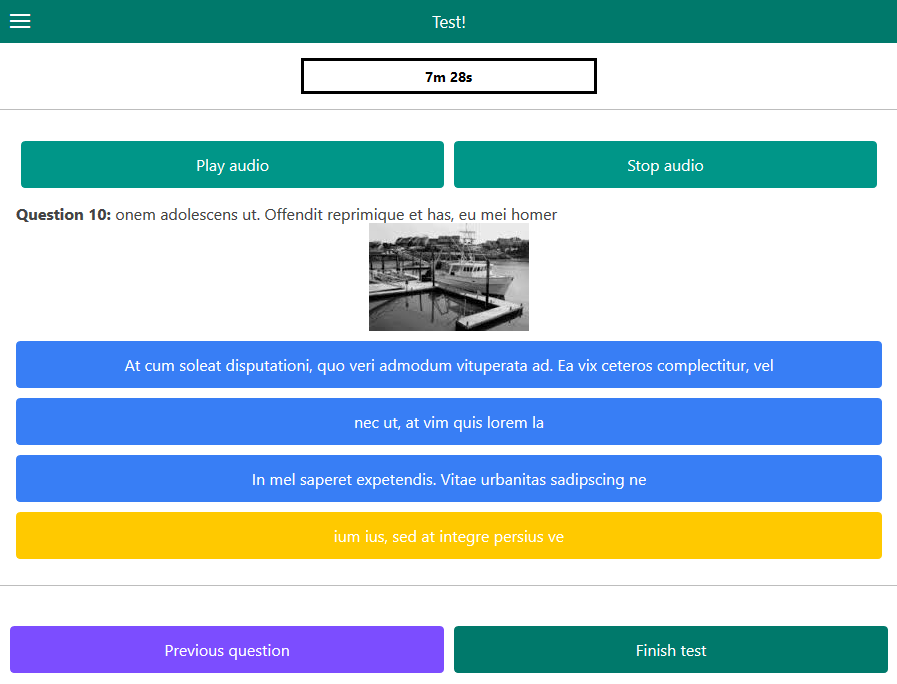 Test!
7m 28s
Play audio
Stop audio
Question 10: onem adolescens ut. Offendit reprimique et has, eu mei homer
At cum soleat disputationi, quo veri admodum vituperata ad. Ea vix ceteros complectitur, vel
nec ut, at vim quis lorem la
In mel saperet expetendis. Vitae urbanitas sadipscing ne
ium ius, sed at integre persius ve
Previous question
Finish test